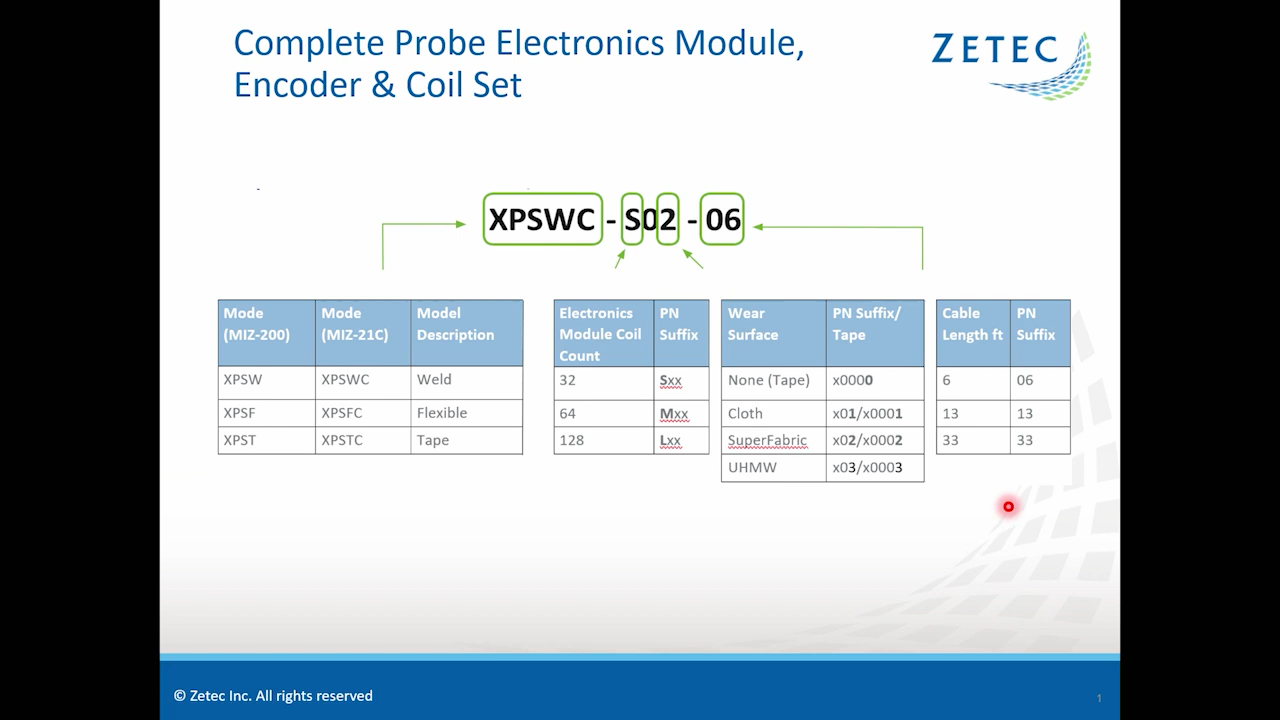 Complete Probe Electronics Module,
Encoder & Coil Set
ZETEC
XPSWC - S02 - 06
Mode (MIZ-200) Mode (MIZ-21C) Model Description
XPSW XPSWC Weld
XPSF XPSFC Flexible
XPST XPSTC Tape
Electronics Module Coil Count PN Suffix
32 Sxx
64 Mxx
128 Lxx
Wear Surface PN Suffix/ Tape
None (Tape) x0000
Cloth x01/x0001
SuperFabric x02/x0002
UHMW x03/x0003
Cable Length ft PN Suffix
6 06
13 13
33 33
© Zetec Inc. All rights reserved
1